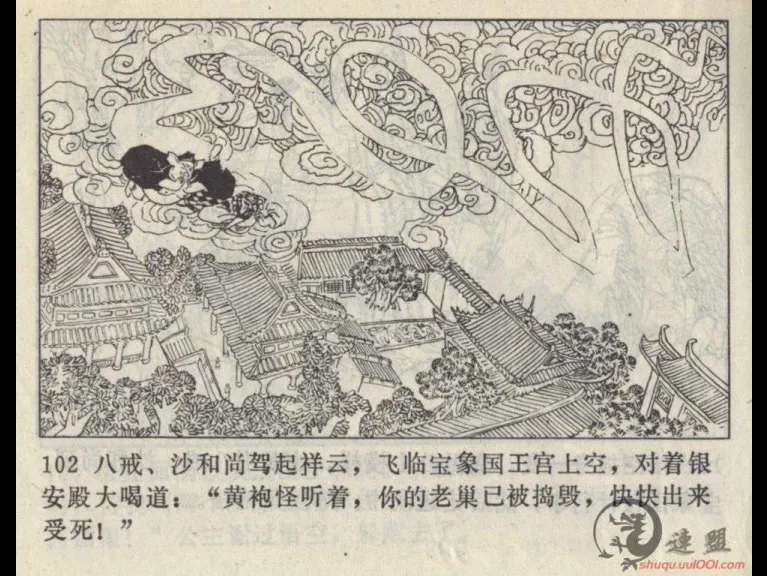 102 八戒、沙和尚驾起祥云，飞临宝象国王宫上空，对着银
安殿大喝道：“黄袍怪听着，你的老巢已被捣毁，快快出来
受死！”
連盟
shuqu.uu1001.com